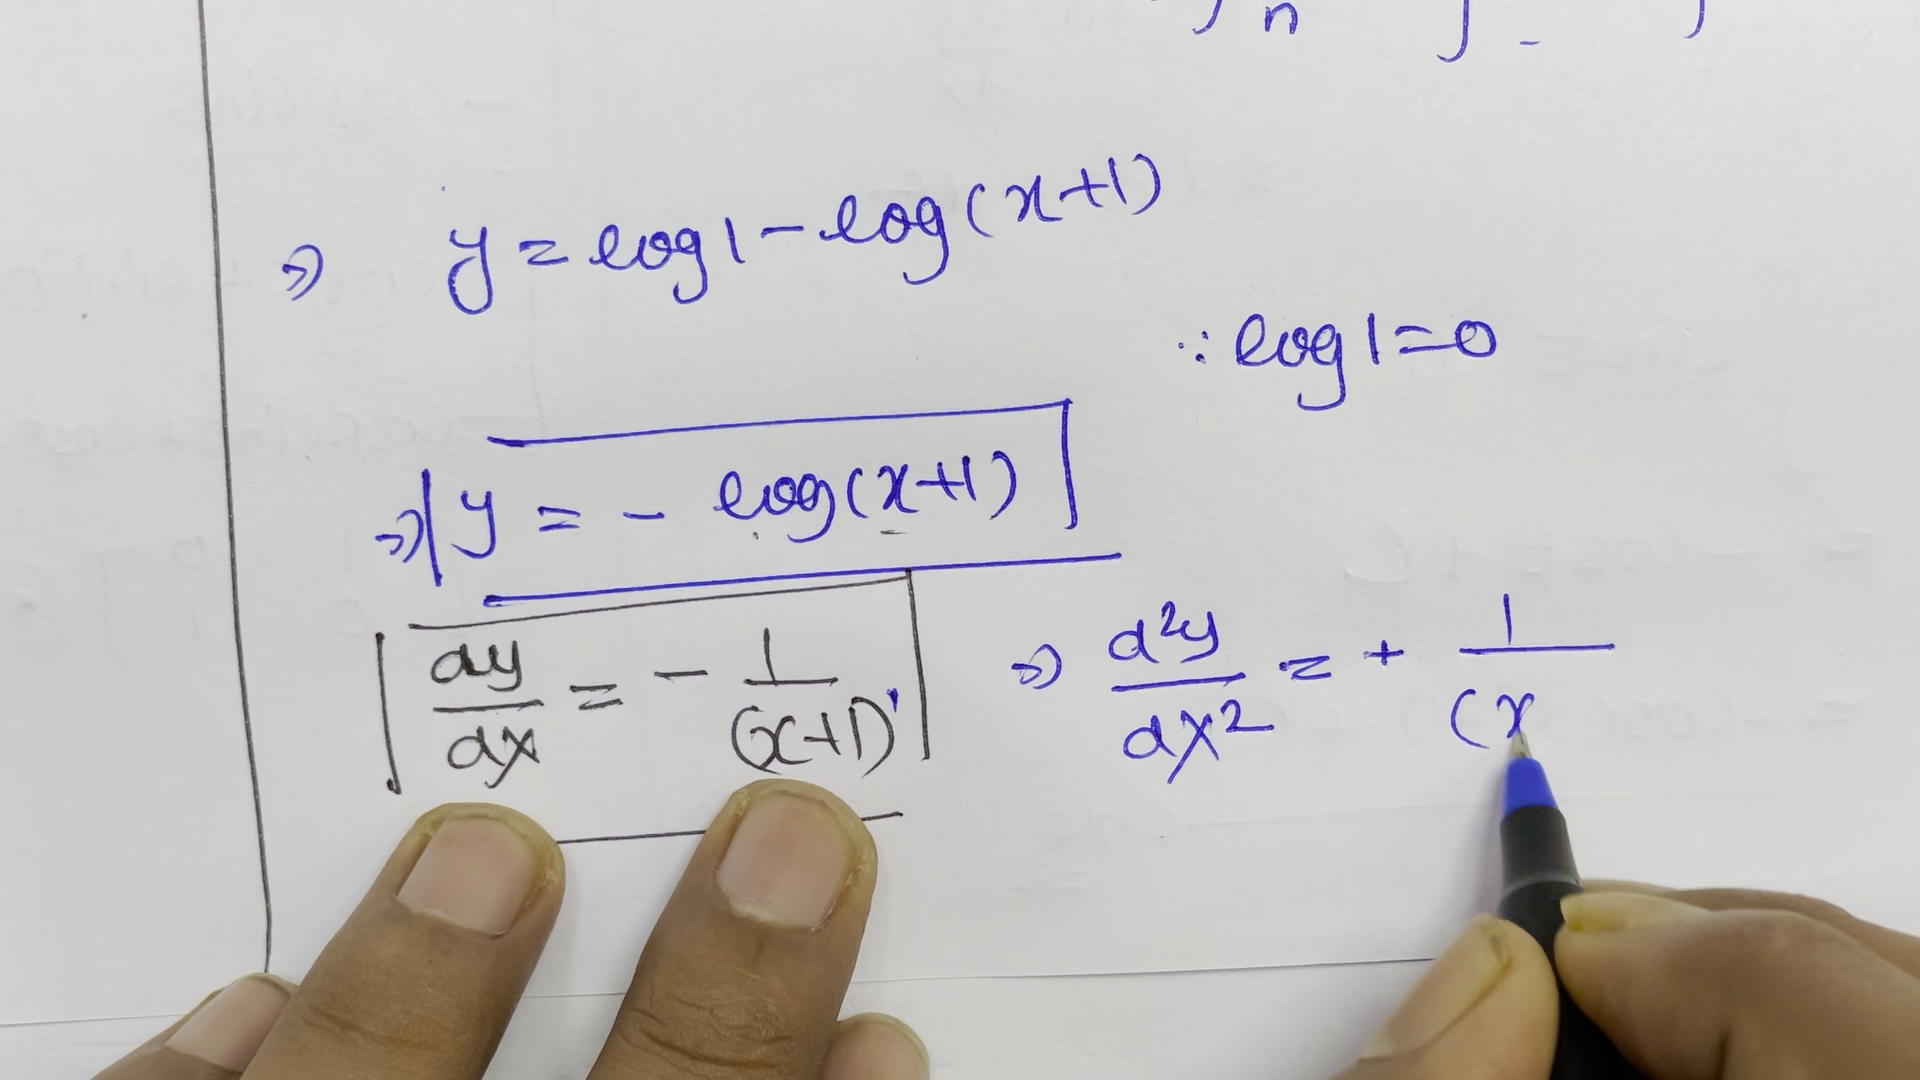 ⇒ y = log1 - log(x+1)
∵ log1=0
⇒ y = - log(x+1)
dy/dx = - 1/(x+1) ⇒ d²y/dx² = + 1/(x